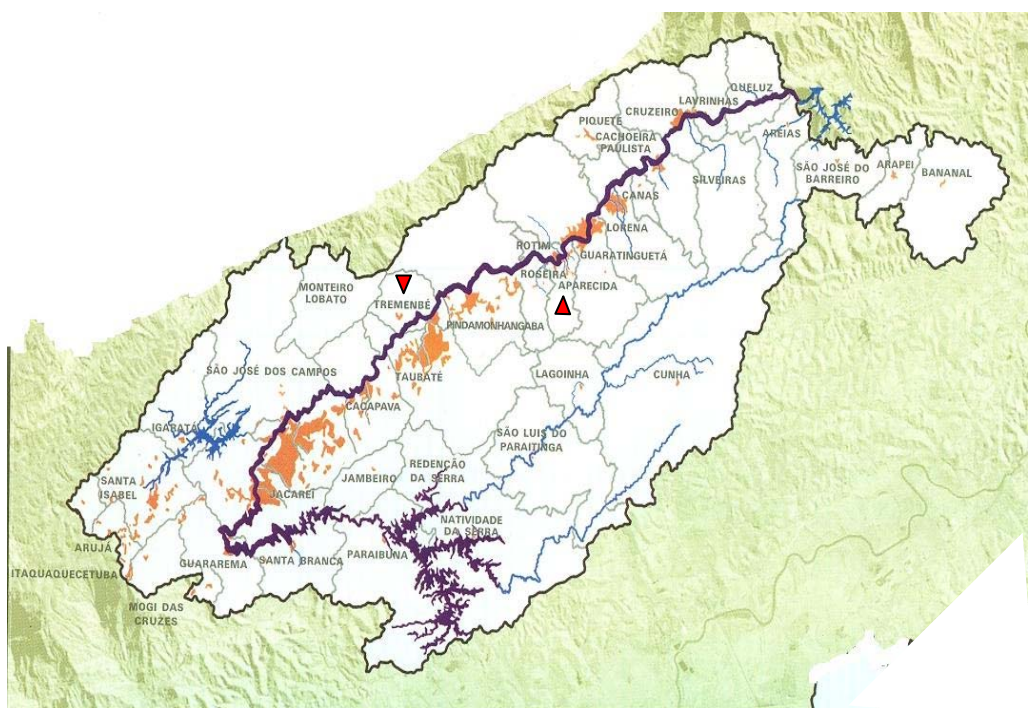 QUELUZ
LAVRINHAS
CRUZEIRO
PIQUETE
CACHOEIRA
PAULISTA
AREIAS
SÃO JOSÉ DO
BARREIRO
ARAPEI
BANANAL
SILVEIRAS
CANAS
LORENA
ROTIM
GUARATINGUETÁ
ROSEIRA
APARECIDA
MONTEIRO
LOBATO
TREMENBÉ
PINDAMONHANGABA
SÃO JOSÉ DOS CAMPOS
TAUBATÉ
LAGOINHA
CUNHA
CAÇAPAVA
IGARATÁ
SÃO LUIS DO
PARAITINGA
REDENÇÃO
DA SERRA
SANTA
ISABEL
JAMBEIRO
JACAREÍ
NATIVIDADE
DA SERRA
ARUJÁ
GUARAREMA
SANTA BRANCA
PARAIBUNA
ITAQUAQUECETUBA
MOGI DAS
CRUZES